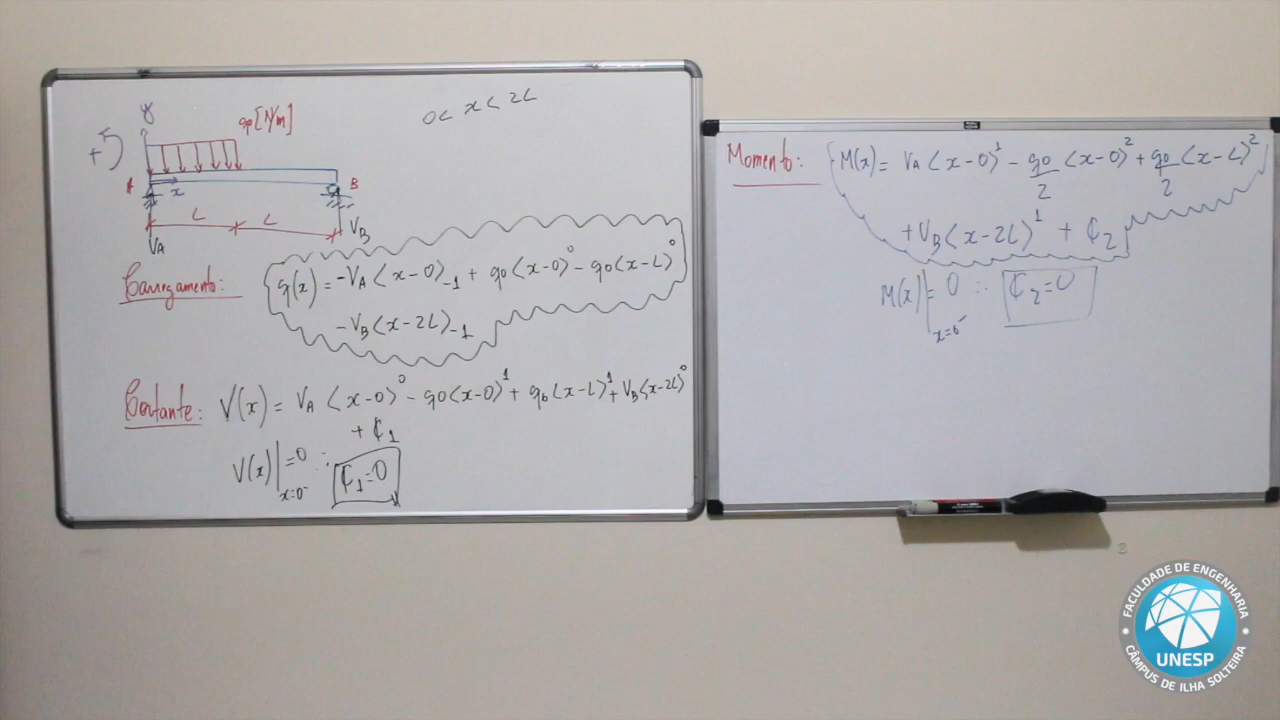 y
q0 [N/m]
0 < x < 2L
+
A
x
B
L
L
VA
VB
Carregamento:
q(x) = -VA <x-0>_-1 + q0 <x-0>^0 - q0 <x-L>^0
- VB <x-2L>_-1
Cortante: V(x) = VA <x-0>^0 - q0 <x-0>^1 + q0 <x-L>^1 + VB <x-2L>^0
+ C1
V(x)|x=0- = 0 ∴ C1=0
Momento: M(x) = VA <x-0>^1 - q0/2 <x-0>^2 + q0/2 <x-L>^2
+ VB <x-2L>^1 + C2
M(x)|x=0- = 0 ∴ C2=0
FACULDADE DE ENGENHARIA
UNESP
CÂMPUS DE ILHA SOLTEIRA